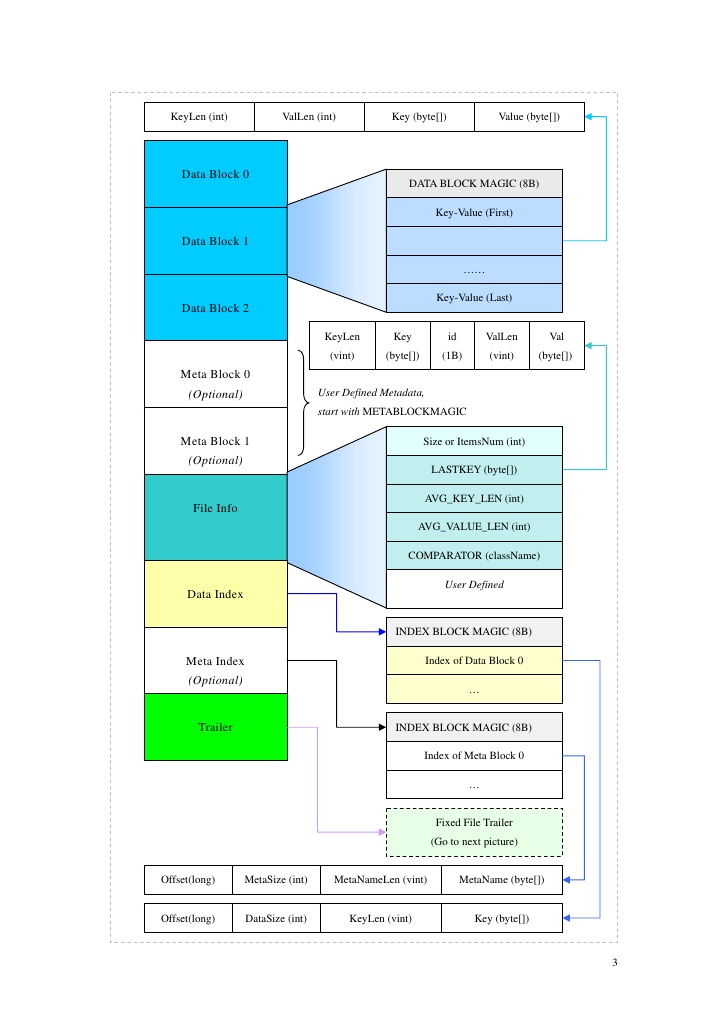 KeyLen (int) ValLen (int) Key (byte[]) Value (byte[])
Data Block 0
DATA BLOCK MAGIC (8B)
Key-Value (First)
Data Block 1
……
Key-Value (Last)
Data Block 2
KeyLen Key id ValLen Val
(vint) (byte[]) (1B) (vint) (byte[])
Meta Block 0
(Optional)
User Defined Metadata,
start with METABLOCKMAGIC
Meta Block 1
(Optional)
Size or ItemsNum (int)
LASTKEY (byte[])
File Info
AVG_KEY_LEN (int)
AVG_VALUE_LEN (int)
COMPARATOR (className)
User Defined
Data Index
INDEX BLOCK MAGIC (8B)
Index of Data Block 0
…
Meta Index
(Optional)
Trailer
INDEX BLOCK MAGIC (8B)
Index of Meta Block 0
…
Fixed File Trailer
(Go to next picture)
Offset(long) MetaSize (int) MetaNameLen (vint) MetaName (byte[])
Offset(long) DataSize (int) KeyLen (vint) Key (byte[])
3